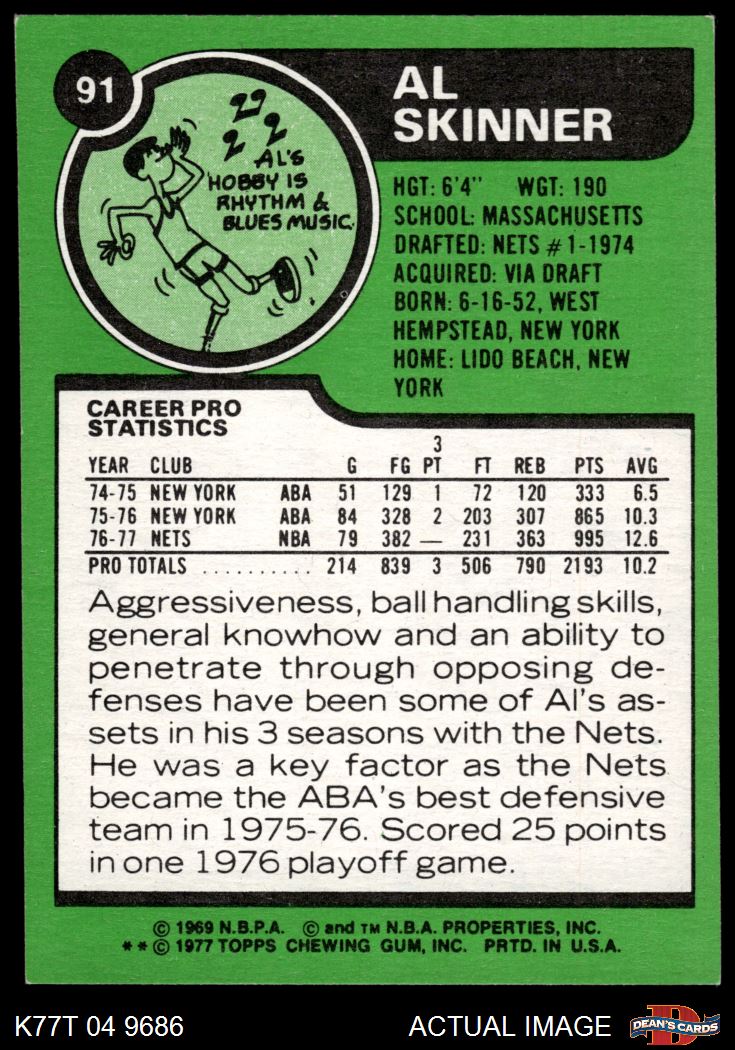 91
AL
SKINNER
AL'S
HOBBY IS
RHYTHM &
BLUES MUSIC.
HGT: 6'4" WGT: 190
SCHOOL: MASSACHUSETTS
DRAFTED: NETS #1-1974
ACQUIRED: VIA DRAFT
BORN: 6-16-52, WEST
HEMPSTEAD, NEW YORK
HOME: LIDO BEACH, NEW
YORK
CAREER PRO
STATISTICS
YEAR CLUB G FG 3 PT FT REB PTS AVG
74-75 NEW YORK ABA 51 129 1 72 120 333 6.5
75-76 NEW YORK ABA 84 328 2 203 307 865 10.3
76-77 NETS NBA 79 382 — 231 363 995 12.6
PRO TOTALS .......... 214 839 3 506 790 2193 10.2
Aggressiveness, ball handling skills,
general knowhow and an ability to
penetrate through opposing de-
fenses have been some of Al's as-
sets in his 3 seasons with the Nets.
He was a key factor as the Nets
became the ABA's best defensive
team in 1975-76. Scored 25 points
in one 1976 playoff game.
© 1969 N.B.P.A. © and TM N.B.A. PROPERTIES, INC.
** © 1977 TOPPS CHEWING GUM, INC. PRTD. IN U.S.A.
K77T 04 9686 ACTUAL IMAGE
DEAN'S CARDS